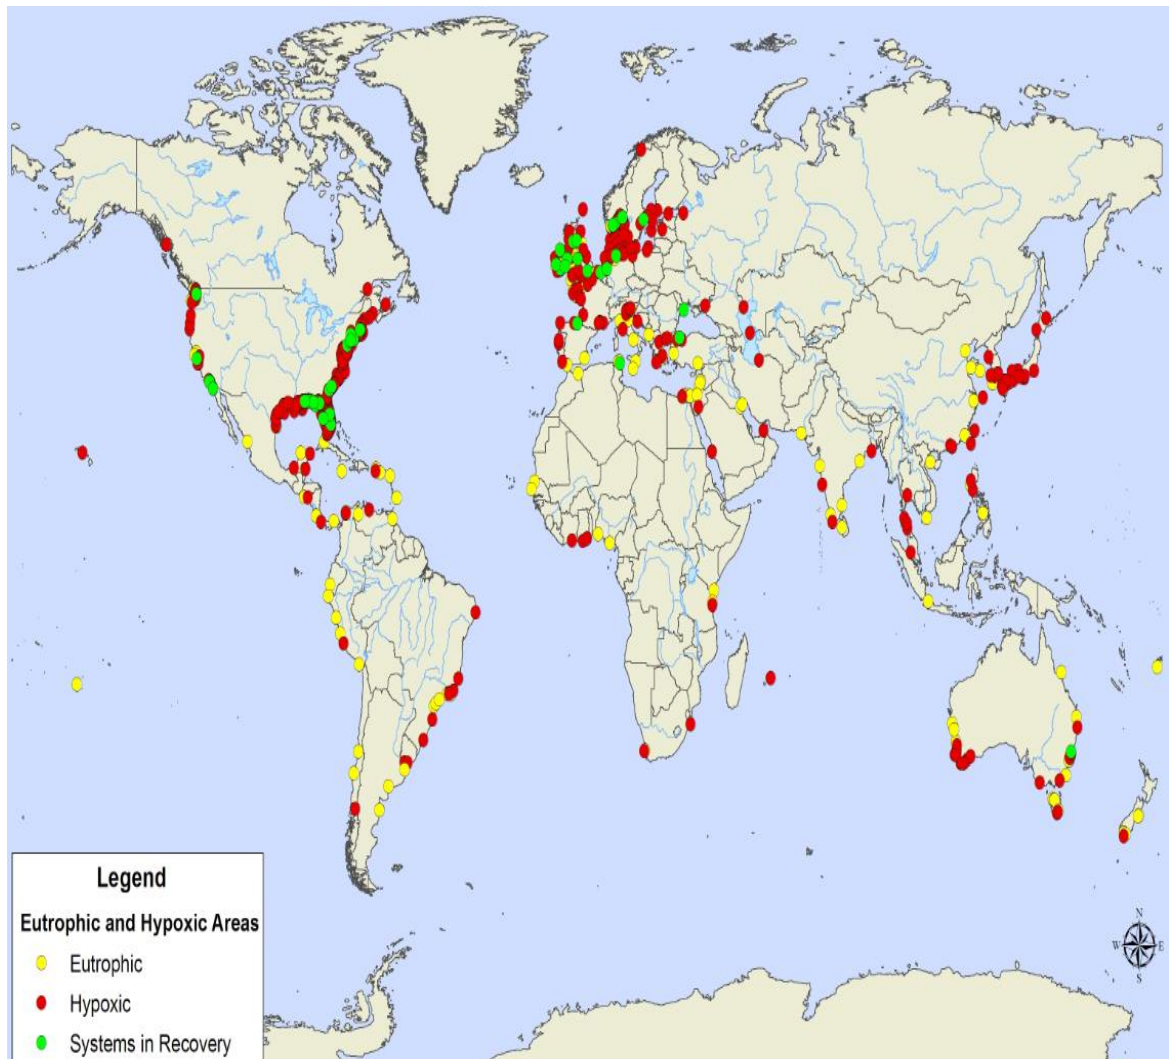 N
W E
S
Legend
Eutrophic and Hypoxic Areas
Eutrophic
Hypoxic
Systems in Recovery